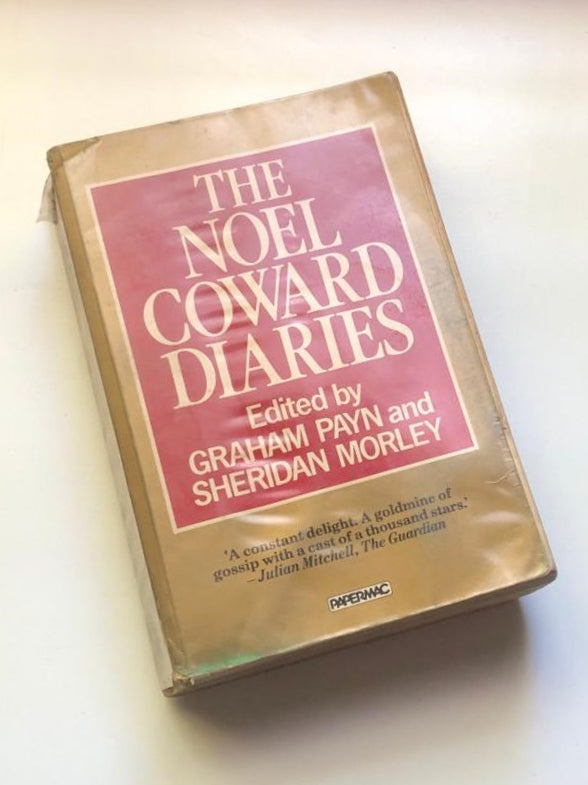 THE
NOEL
COWARD
DIARIES
Edited by
GRAHAM PAYN and
SHERIDAN MORLEY
'A constant delight. A goldmine of
gossip with a cast of a thousand stars.'
– Julian Mitchell, The Guardian
PAPERMAC